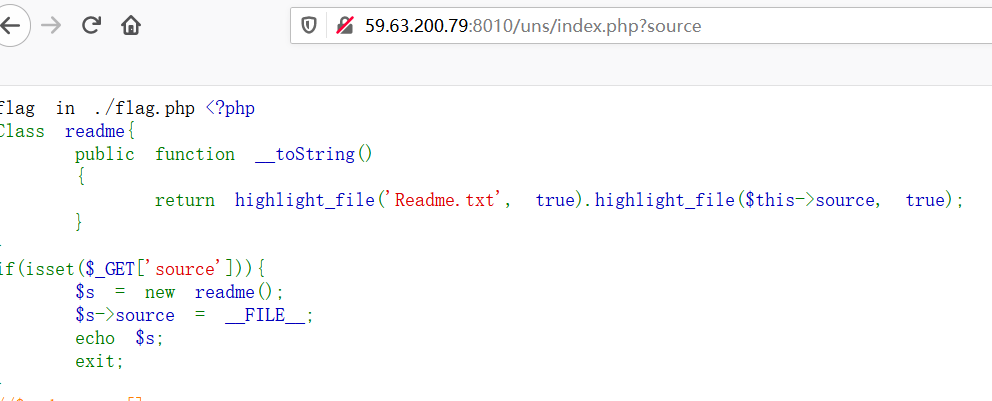 59.63.200.79:8010/uns/index.php?source
flag in ./flag.php <?php
Class readme{
public function __toString()
{
return highlight_file('Readme.txt', true).highlight_file($this->source, true);
}
if(isset($_GET['source'])){
$s = new readme();
$s->source = __FILE__;
echo $s;
exit;